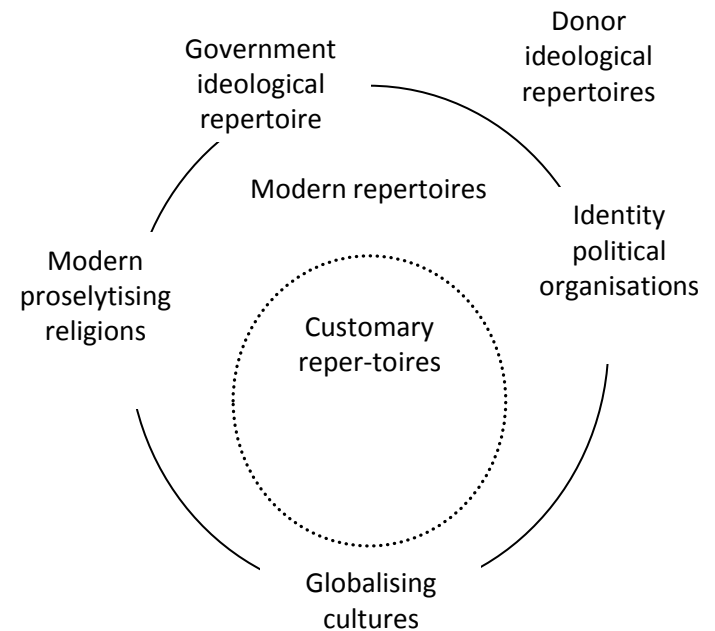 Donor
ideological
repertoires
Government
ideological
repertoire
Modern repertoires
Identity
political
organisations
Modern
proselytising
religions
Customary
reper-toires
Globalising
cultures